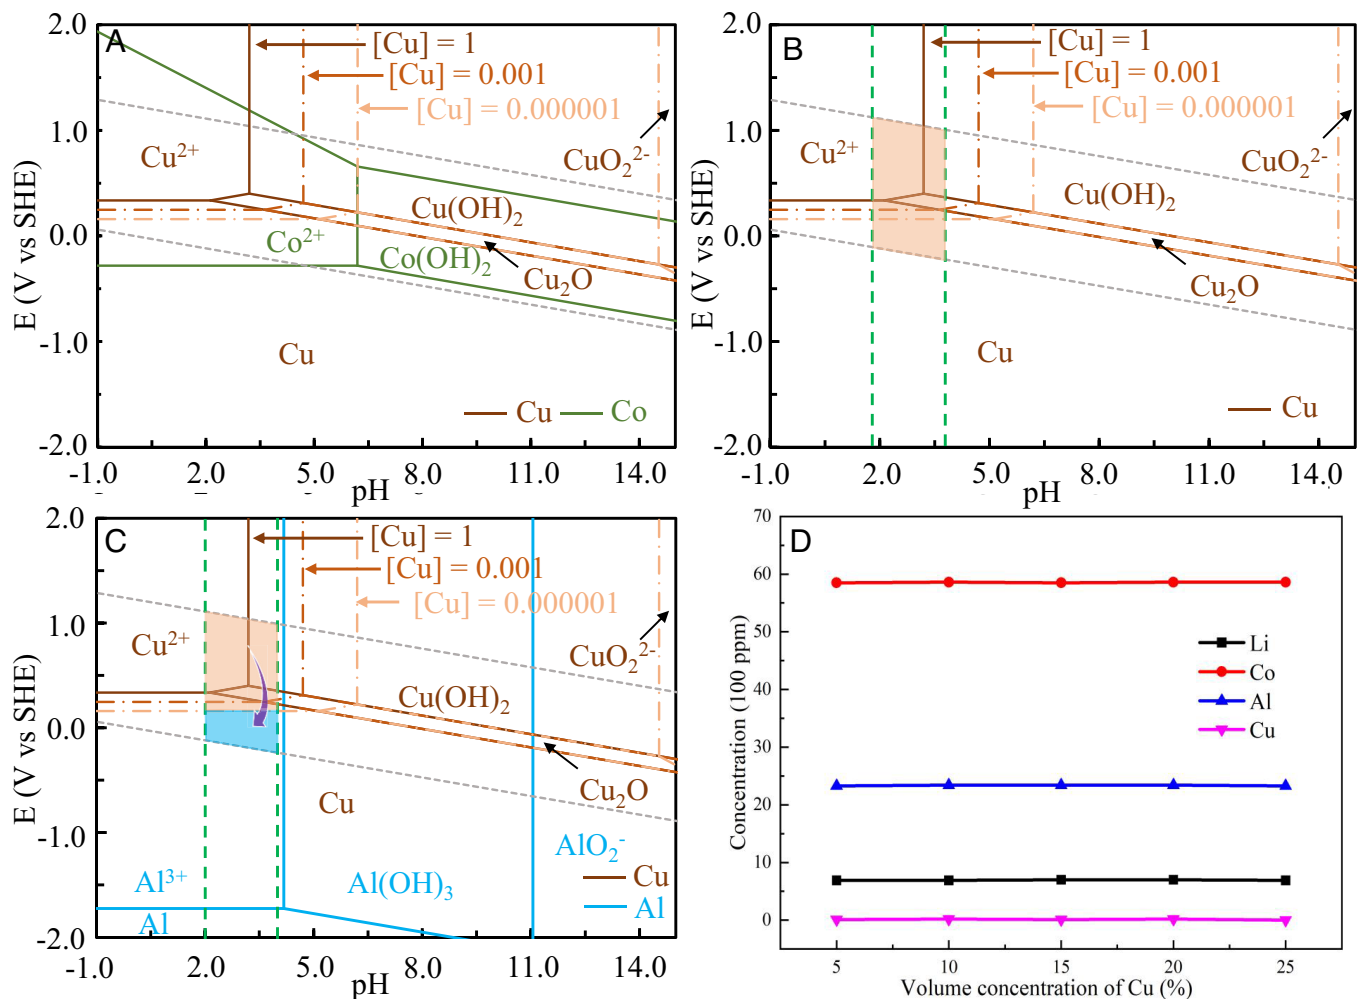 A
[Cu] = 1
[Cu] = 0.001
[Cu] = 0.000001
Cu²⁺
CuO₂²⁻
Cu(OH)₂
Co²⁺
Co(OH)₂
Cu₂O
Cu
Cu Co
E (V vs SHE)
2.0
1.0
0.0
-1.0
-2.0
-1.0 2.0 5.0 8.0 11.0 14.0
pH
B
[Cu] = 1
[Cu] = 0.001
[Cu] = 0.000001
Cu²⁺
CuO₂²⁻
Cu(OH)₂
Cu₂O
Cu
Cu
E (V vs SHE)
2.0
1.0
0.0
-1.0
-2.0
-1.0 2.0 5.0 8.0 11.0 14.0
pH
C
[Cu] = 1
[Cu] = 0.001
[Cu] = 0.000001
Cu²⁺
CuO₂²⁻
Cu(OH)₂
Cu₂O
Cu
AlO₂⁻
Al³⁺
Al(OH)₃
Al
Cu
Al
E (V vs SHE)
2.0
1.0
0.0
-1.0
-2.0
-1.0 2.0 5.0 8.0 11.0 14.0
pH
D
Li
Co
Al
Cu
Concentration (100 ppm)
70
60
50
40
30
20
10
0
5 10 15 20 25
Volume concentration of Cu (%)